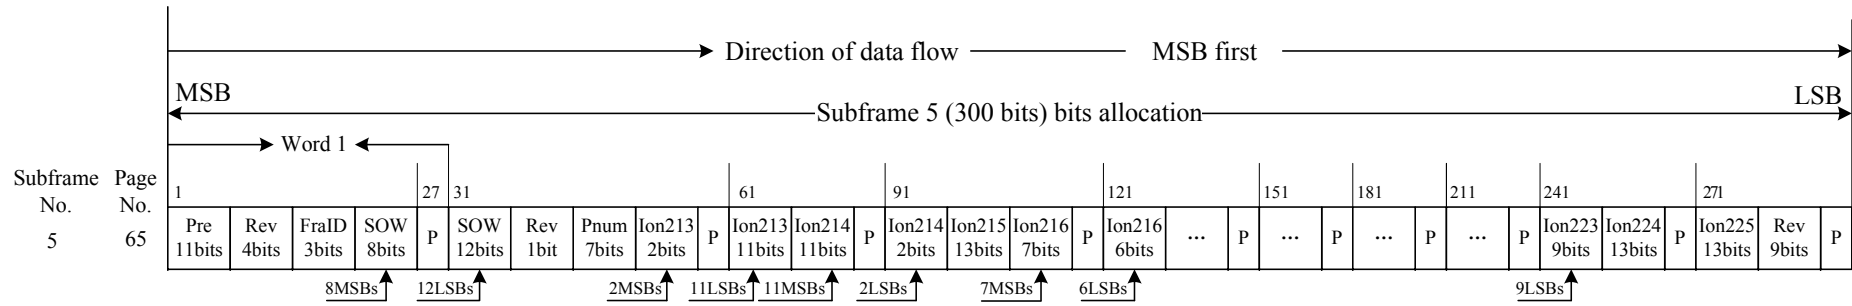 Direction of data flow MSB first
MSB LSB
Subframe 5 (300 bits) bits allocation
Word 1
Subframe Page
No. No.
1 27 31 61 91 121 151 181 211 241 271
5 65
Pre Rev FraID SOW P SOW Rev Pnum Ion213 P Ion213 Ion214 P Ion214 Ion215 Ion216 P Ion216 ... P ... P ... P ... P Ion223 Ion224 P Ion225 Rev P
11bits 4bits 3bits 8bits 12bits 1bit 7bits 2bits 11bits 11bits 2bits 13bits 7bits 6bits 9bits 13bits 13bits 9bits
8MSBs 12LSBs 2MSBs 11LSBs 11MSBs 2LSBs 7MSBs 6LSBs 9LSBs